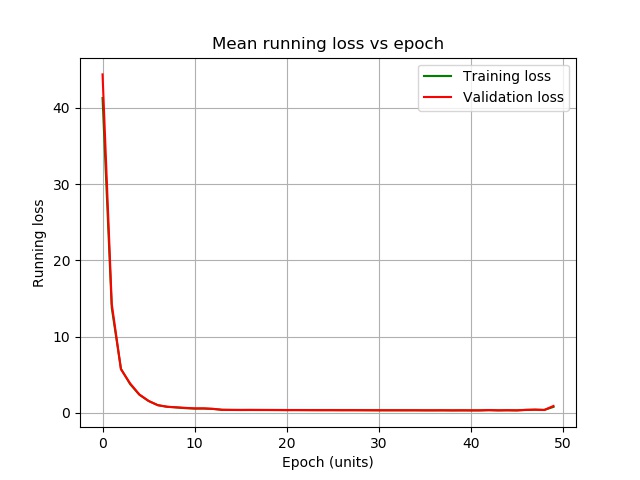 Mean running loss vs epoch
Training loss
Validation loss
40
30
20
10
0
Running loss
0 10 20 30 40 50
Epoch (units)